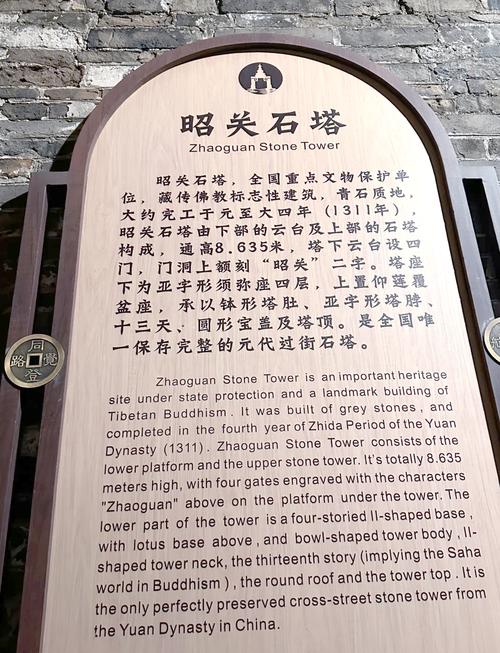 昭关石塔
Zhaoguan Stone Tower
昭关石塔，全国重点文物保护单
位，藏传佛教标志性建筑，青石质地，
大约完工于元至大四年（1311年），
昭关石塔由下部的云台及上部的石塔
构成，通高8.635米，塔下云台设四
门，门洞上额刻“昭关”二字。塔座
下为亚字形须弥座四层，上置仰莲覆
盆座，承以钵形塔肚、亚字形塔脖、
十三天、圆形宝盖及塔顶。是全国唯
一保存完整的元代过街石塔。
Zhaoguan Stone Tower is an important heritage
site under state protection and a landmark building of
Tibetan Buddhism. It was built of grey stones, and
completed in the fourth year of Zhida Period of the Yuan
Dynasty (1311). Zhaoguan Stone Tower consists of the
lower platform and the upper stone tower. It's totally 8.635
meters high, with four gates engraved with the characters
"Zhaoguan" above on the platform under the tower. The
lower part of the tower is a four-storied II-shaped base,
with lotus base above, and bowl-shaped tower body, II-
shaped tower neck, the thirteenth story (implying the Saha
world in Buddhism), the round roof and the tower top. It is
the only perfectly preserved cross-street stone tower from
the Yuan Dynasty in China.
同登觉路